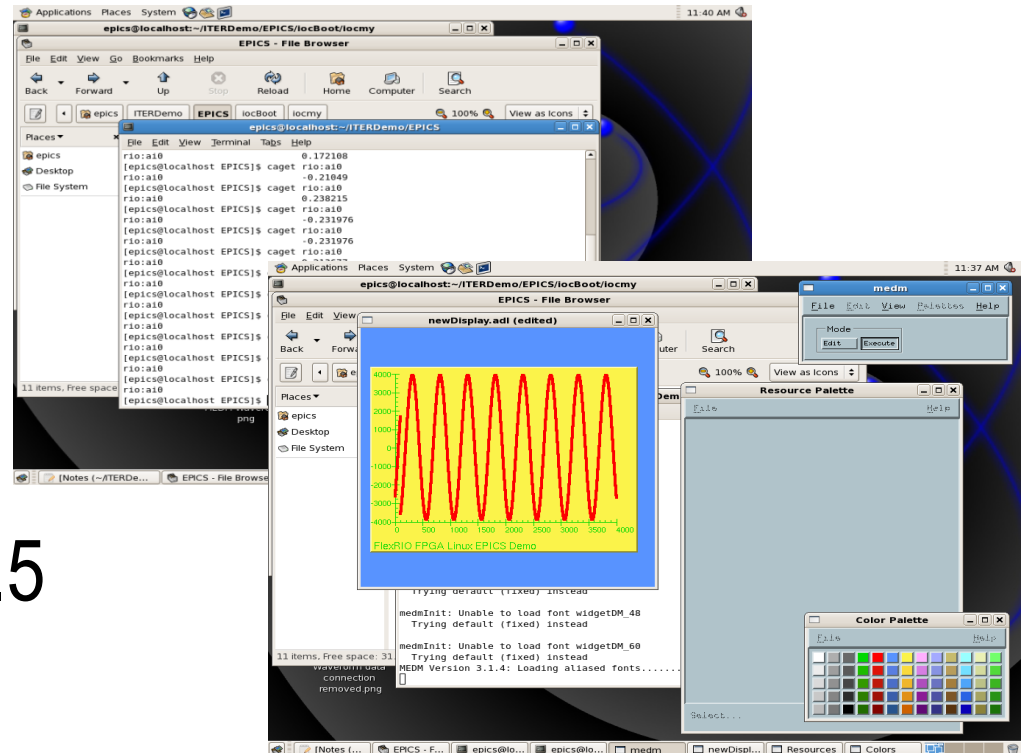 Applications Places System 11:40 AM
epics@localhost:~/ITERDemo/EPICS/iocBoot/iocmy
EPICS - File Browser
File Edit View Go Bookmarks Help
Back Forward Up Stop Reload Home Computer Search
epics ITERDemo EPICS iocBoot iocmy 100% View as Icons
Places
epics
Desktop
File System
11 items, Free space
epics@localhost:~/ITERDemo/EPICS
File Edit View Terminal Tabs Help
rio:ai0 0.172108
[epics@localhost EPICS]$ caget rio:ai0
rio:ai0 -0.21049
[epics@localhost EPICS]$ caget rio:ai0
rio:ai0 0.238215
[epics@localhost EPICS]$ caget rio:ai0
rio:ai0 -0.231976
[epics@localhost EPICS]$ caget rio:ai0
rio:ai0 -0.231976
[epics@localhost EPICS]$ caget rio:ai0
rio:ai0
[epics@localhost EPICS]$
rio:ai0
[epics@localhost EPICS]$
rio:ai0
[epics@localhost EPICS]$
rio:ai0
[epics@localhost EPICS]$
rio:ai0
[epics@localhost EPICS]$
rio:ai0
[epics@localhost EPICS]$
rio:ai0
[epics@localhost EPICS]$
png
[Notes (~/ITERDe... EPICS - File Browse
.5
Applications Places System 11:37 AM
epics@localhost:~/ITERDemo/EPICS/iocBoot/iocmy
EPICS - File Browser
File Edit View
Back Forw uter Search
100% View as Icons
Places
epics
Desktop
File System
11 items, Free space: 31
newDisplay.adl (edited)
4000
3000
2000
1000
0
-1000
-2000
-3000
-4000
0 500 1000 1500 2000 2500 3000 3500 4000
FlexRIO FPGA Linux EPICS Demo
Trying default (fixed) instead
medmInit: Unable to load font widgetDM_48
Trying default (fixed) instead
medmInit: Unable to load font widgetDM_60
Trying default (fixed) instead
MEDM Version 3.1.4: Loading aliased fonts.......
connection
removed.png
medm
File Edit View Palettes Help
Mode
Edit Execute
Resource Palette
File Help
Select...
Color Palette
File Help
[Notes (... EPICS - F... epics@lo... epics@lo... medm newDispl... Resources Colors